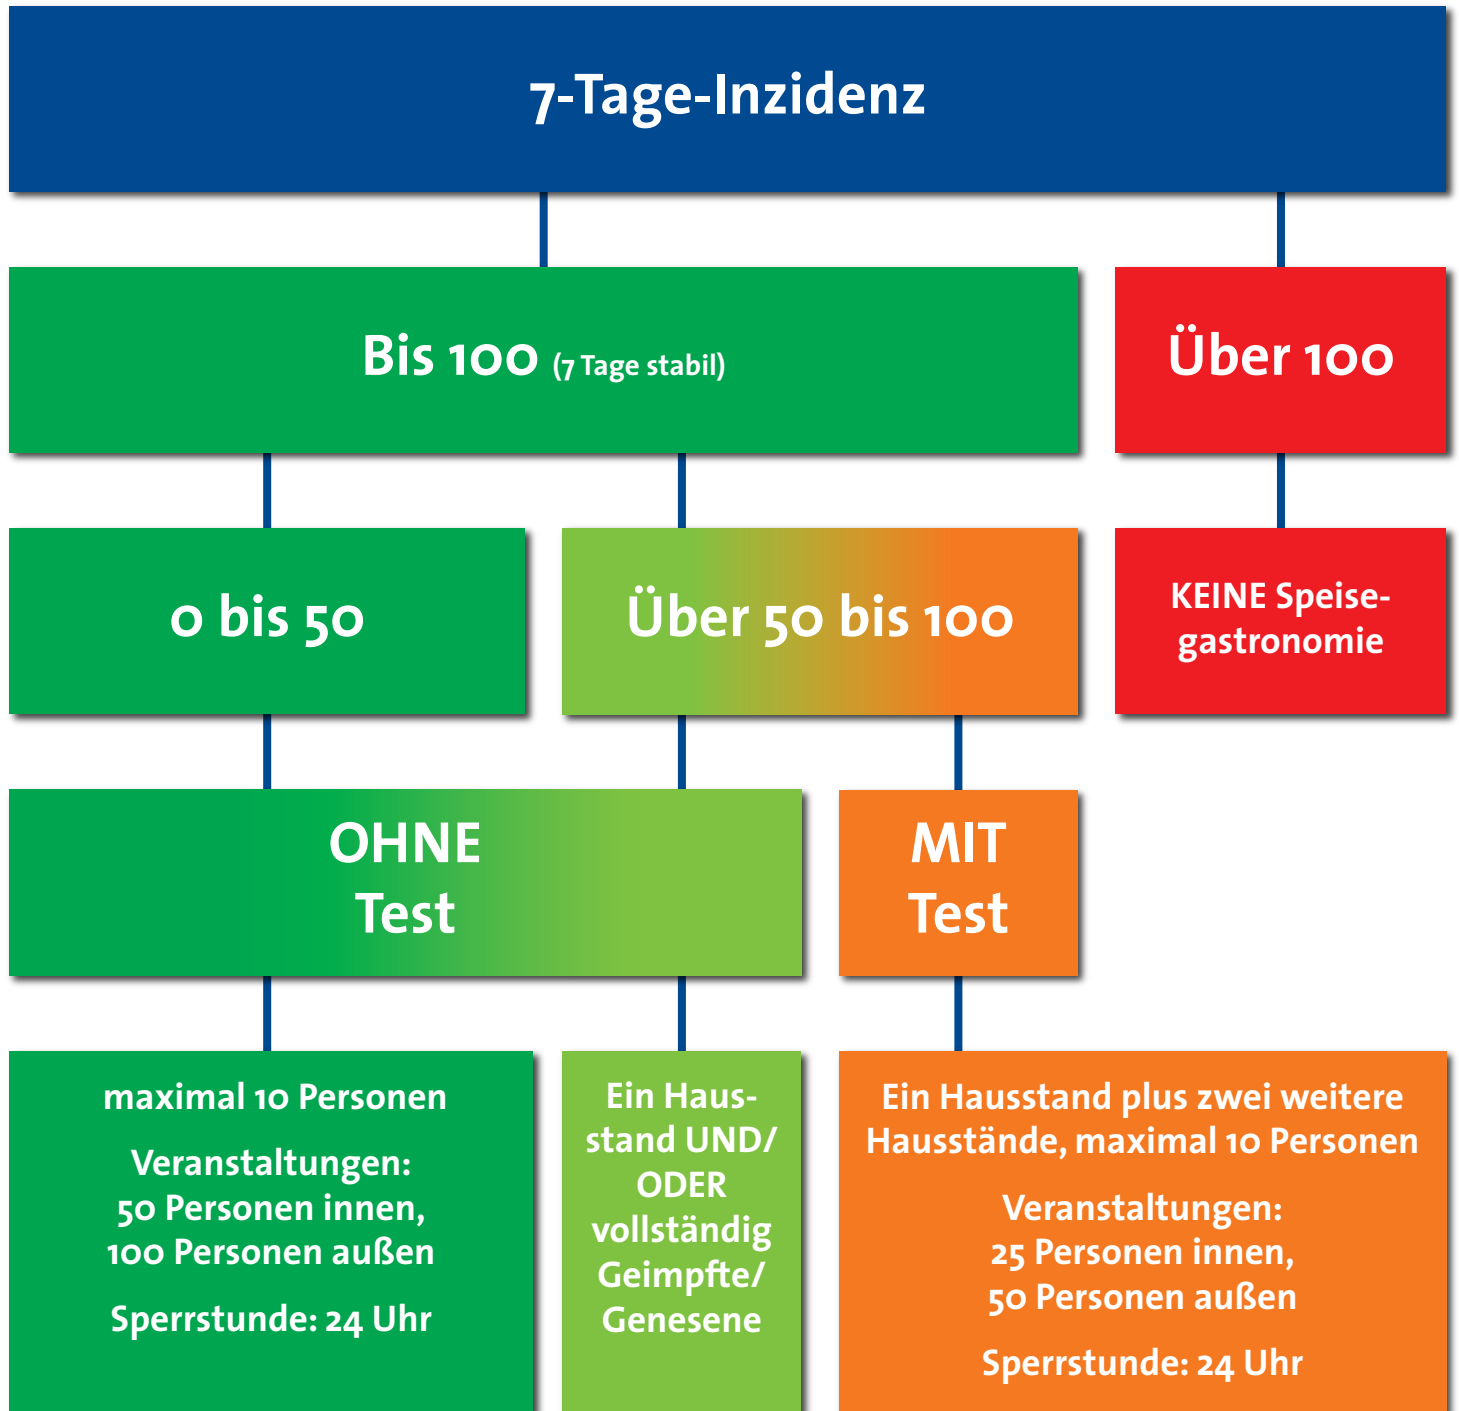 7-Tage-Inzidenz
Bis 100 (7 Tage stabil)
Über 100
0 bis 50
Über 50 bis 100
KEINE Speise-
gastronomie
OHNE
Test
MIT
Test
maximal 10 Personen
Veranstaltungen:
50 Personen innen,
100 Personen außen
Sperrstunde: 24 Uhr
Ein Haus-
stand UND/
ODER
vollständig
Geimpfte/
Genesene
Ein Hausstand plus zwei weitere
Hausstände, maximal 10 Personen
Veranstaltungen:
25 Personen innen,
50 Personen außen
Sperrstunde: 24 Uhr